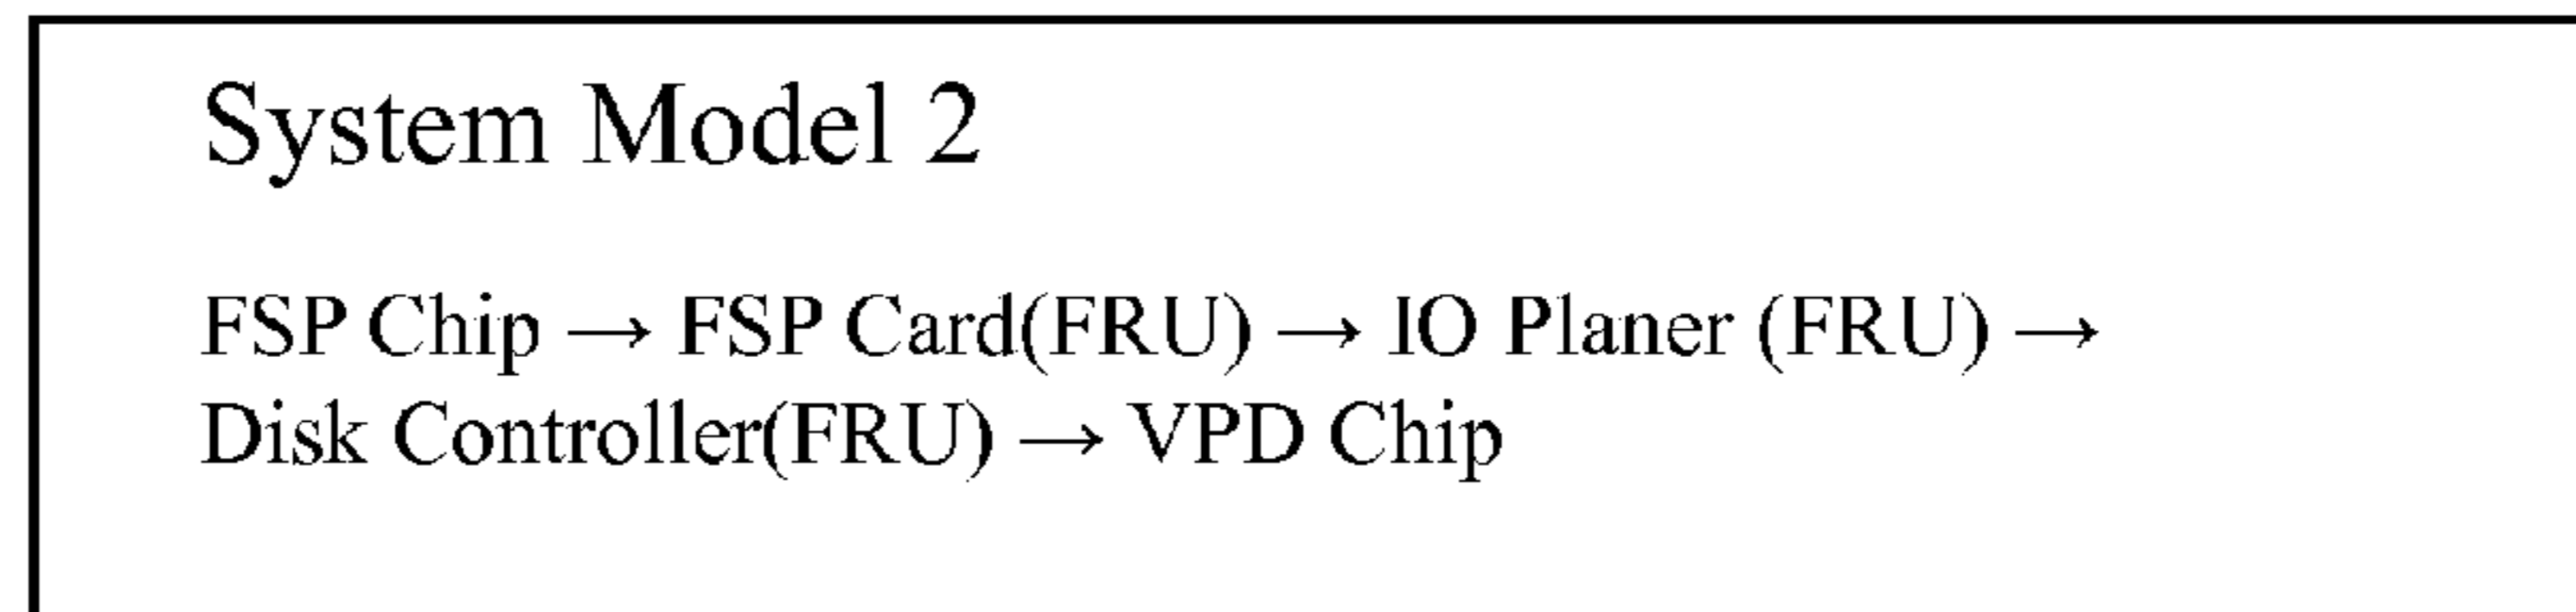 System Model 2
FSP Chip → FSP Card(FRU) → IO Planer (FRU) →
Disk Controller(FRU) → VPD Chip